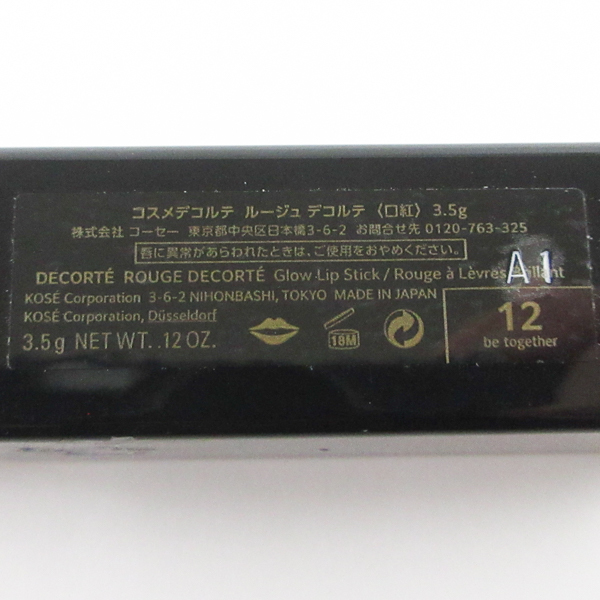 コスメデコルテ ルージュ デコルテ〈口紅〉3.5g
株式会社 コーセー 東京都中央区日本橋3-6-2 お問合せ先 0120-763-325
唇に異常があらわれたときは、ご使用をおやめください。
DECORTÉ ROUGE DECORTÉ Glow Lip Stick / Rouge à Lèvres
A1
KOSÉ Corporation 3-6-2 NIHONBASHI, TOKYO MADE IN JAPAN
KOSÉ Corporation, Düsseldorf
3.5g NET WT. .12 OZ.
18M
12
be together